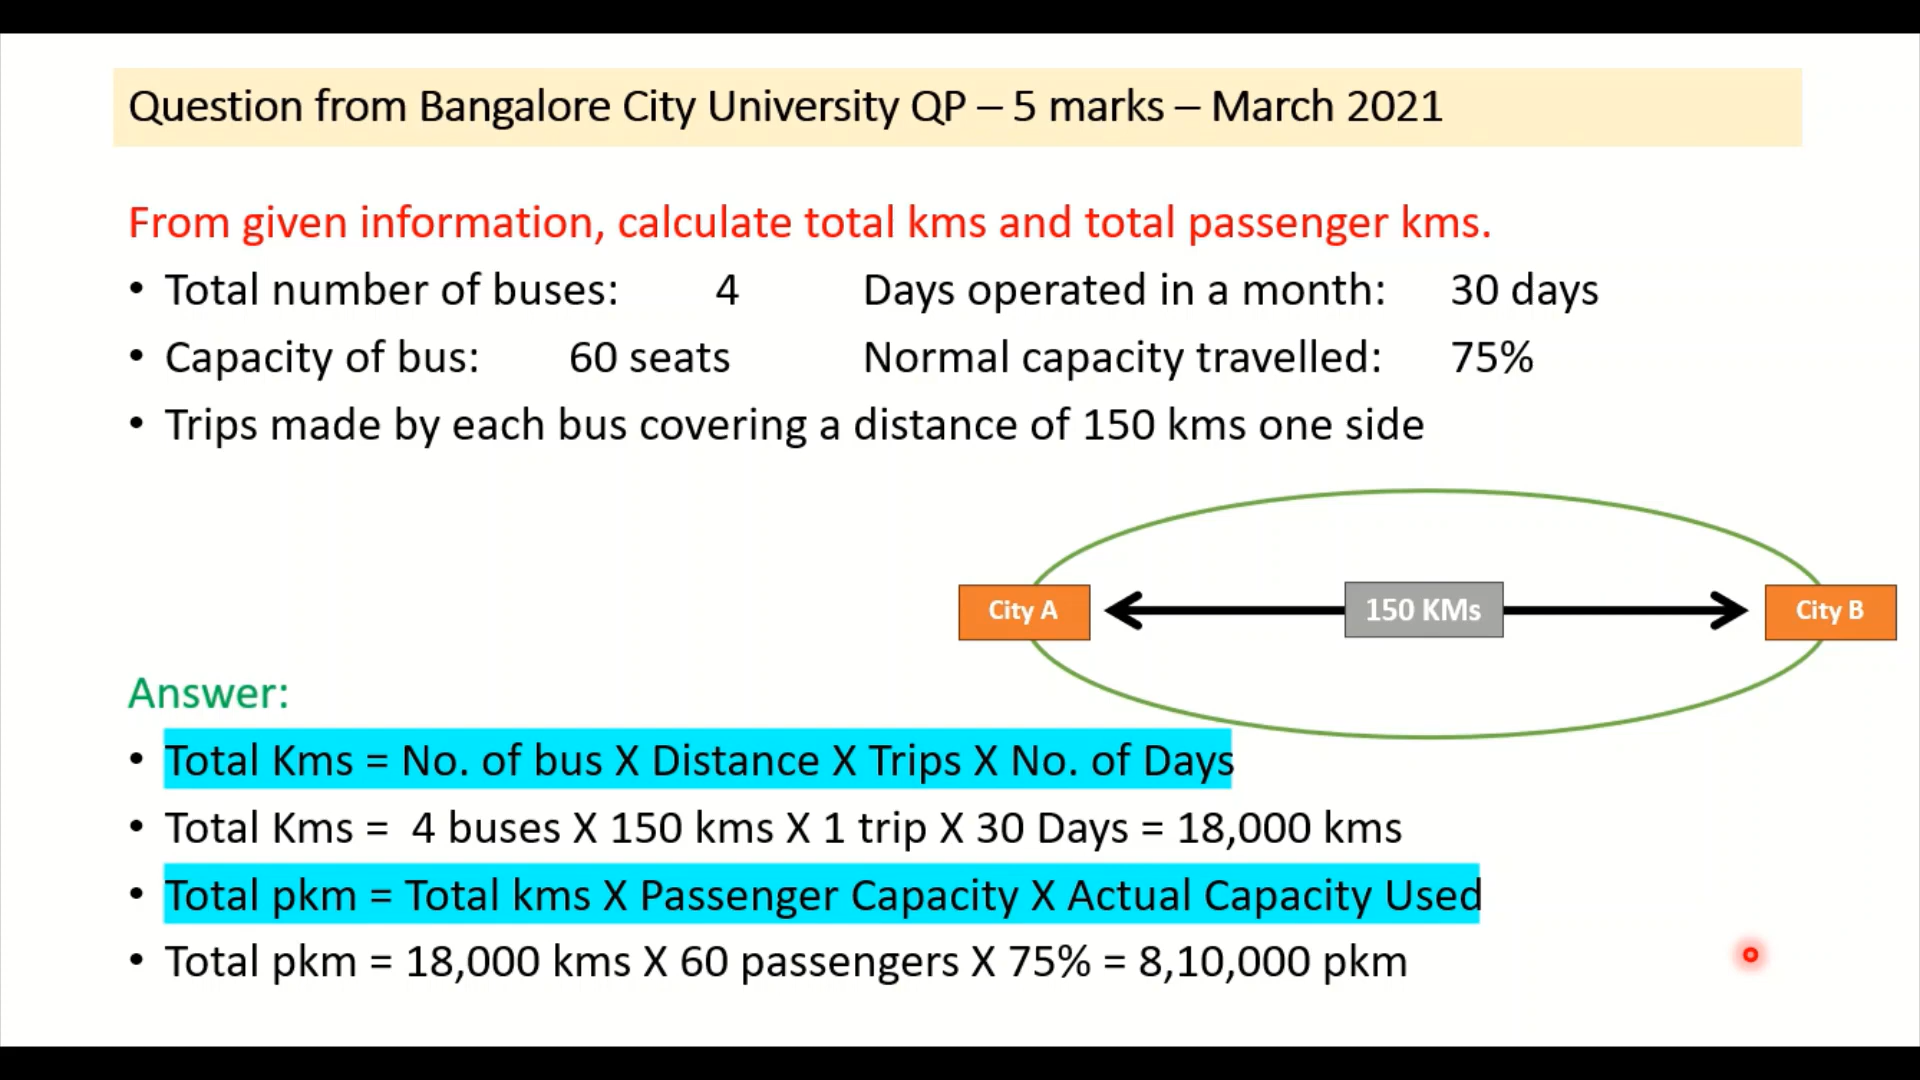 Question from Bangalore City University QP – 5 marks – March 2021
From given information, calculate total kms and total passenger kms.
• Total number of buses: 4 Days operated in a month: 30 days
• Capacity of bus: 60 seats Normal capacity travelled: 75%
• Trips made by each bus covering a distance of 150 kms one side
City A 150 KMs City B
Answer:
• Total Kms = No. of bus X Distance X Trips X No. of Days
• Total Kms = 4 buses X 150 kms X 1 trip X 30 Days = 18,000 kms
• Total pkm = Total kms X Passenger Capacity X Actual Capacity Used
• Total pkm = 18,000 kms X 60 passengers X 75% = 8,10,000 pkm